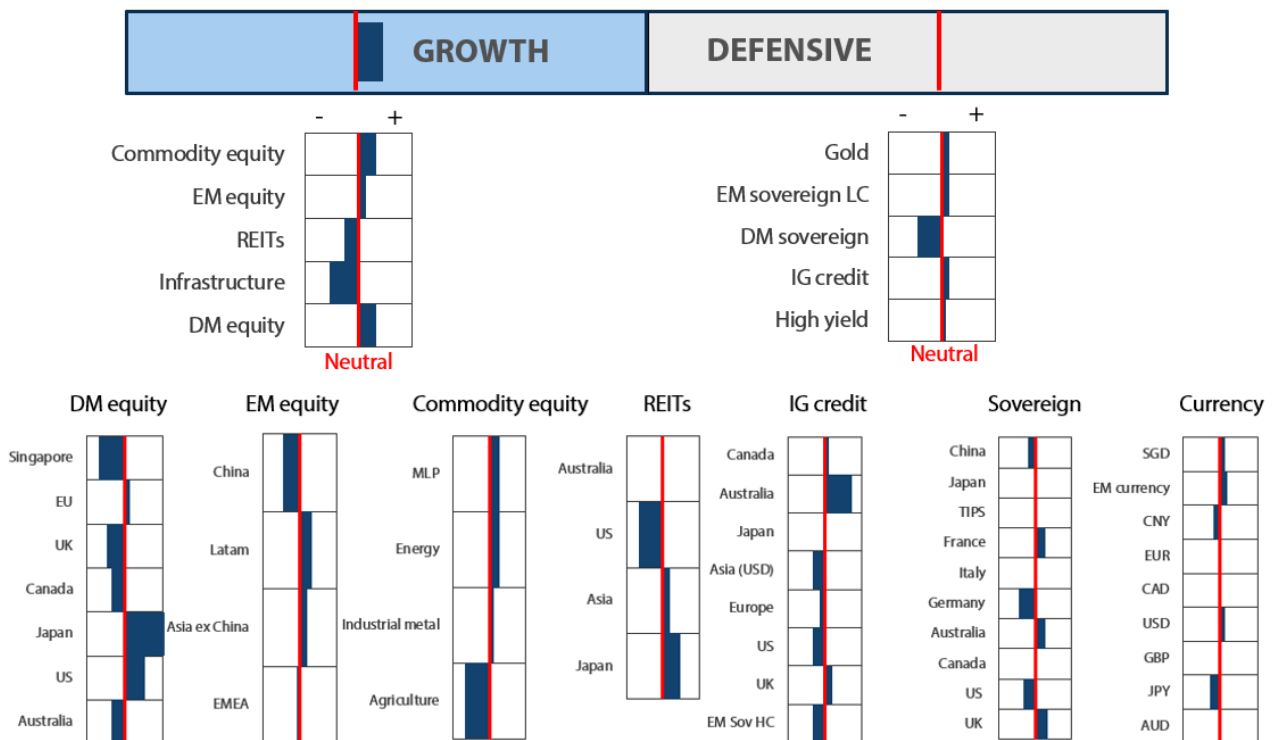 GROWTH
DEFENSIVE
- +
Commodity equity
EM equity
REITs
Infrastructure
DM equity
Neutral
- +
Gold
EM sovereign LC
DM sovereign
IG credit
High yield
Neutral
DM equity
Singapore
EU
UK
Canada
Japan
US
Australia
EM equity
China
Latam
Asia ex China
EMEA
Commodity equity
MLP
Energy
Industrial metal
Agriculture
REITs
Australia
US
Asia
Japan
IG credit
Canada
Australia
Japan
Asia (USD)
Europe
US
UK
EM Sov HC
Sovereign
China
Japan
TIPS
France
Italy
Germany
Australia
Canada
US
UK
Currency
SGD
EM currency
CNY
EUR
CAD
USD
GBP
JPY
AUD